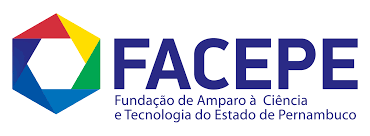 FACEPE
Fundação de Amparo à Ciência
e Tecnologia do Estado de Pernambuco